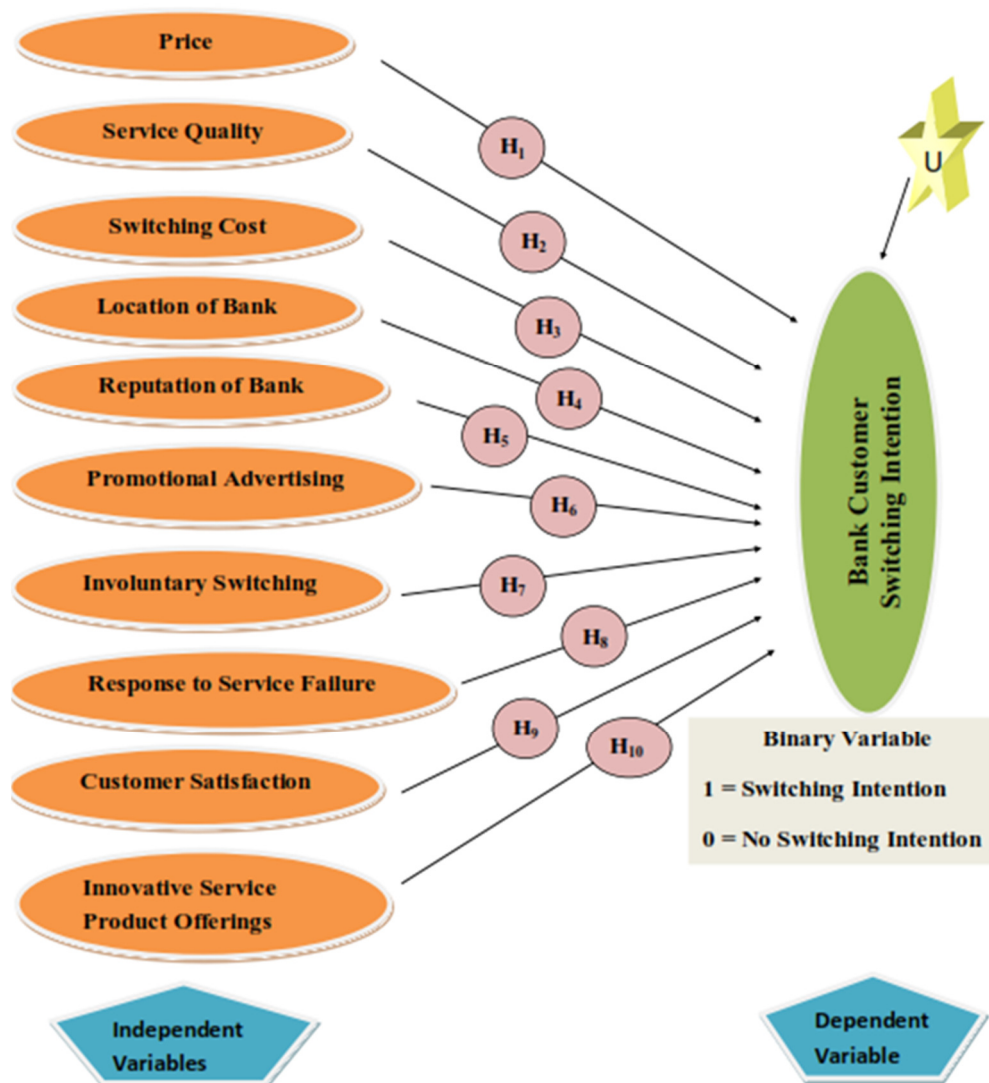 Price
Service Quality
Switching Cost
Location of Bank
Reputation of Bank
Promotional Advertising
Involuntary Switching
Response to Service Failure
Customer Satisfaction
Innovative Service
Product Offerings
H1
H2
H3
H4
H5
H6
H7
H8
H9
H10
U
Bank Customer
Switching Intention
Binary Variable
1 = Switching Intention
0 = No Switching Intention
Independent
Variables
Dependent
Variable